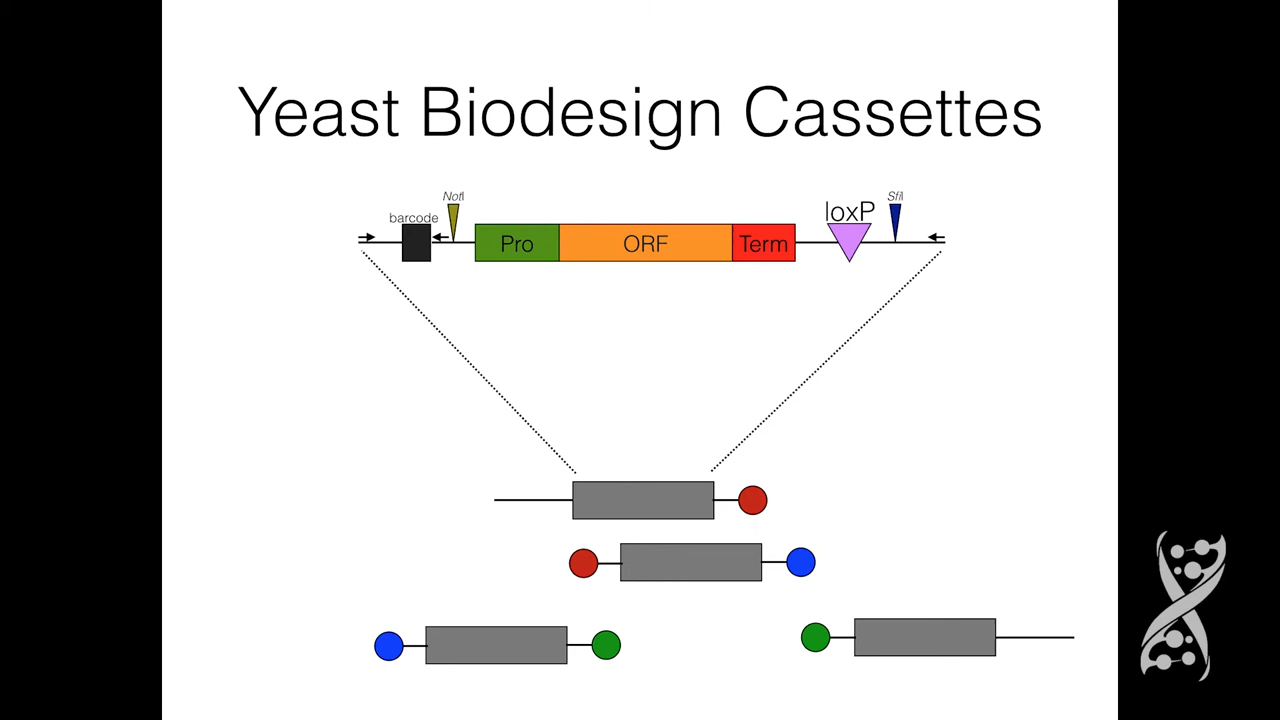 Yeast Biodesign Cassettes
NotI
SfiI
barcode
loxP
Pro
ORF
Term